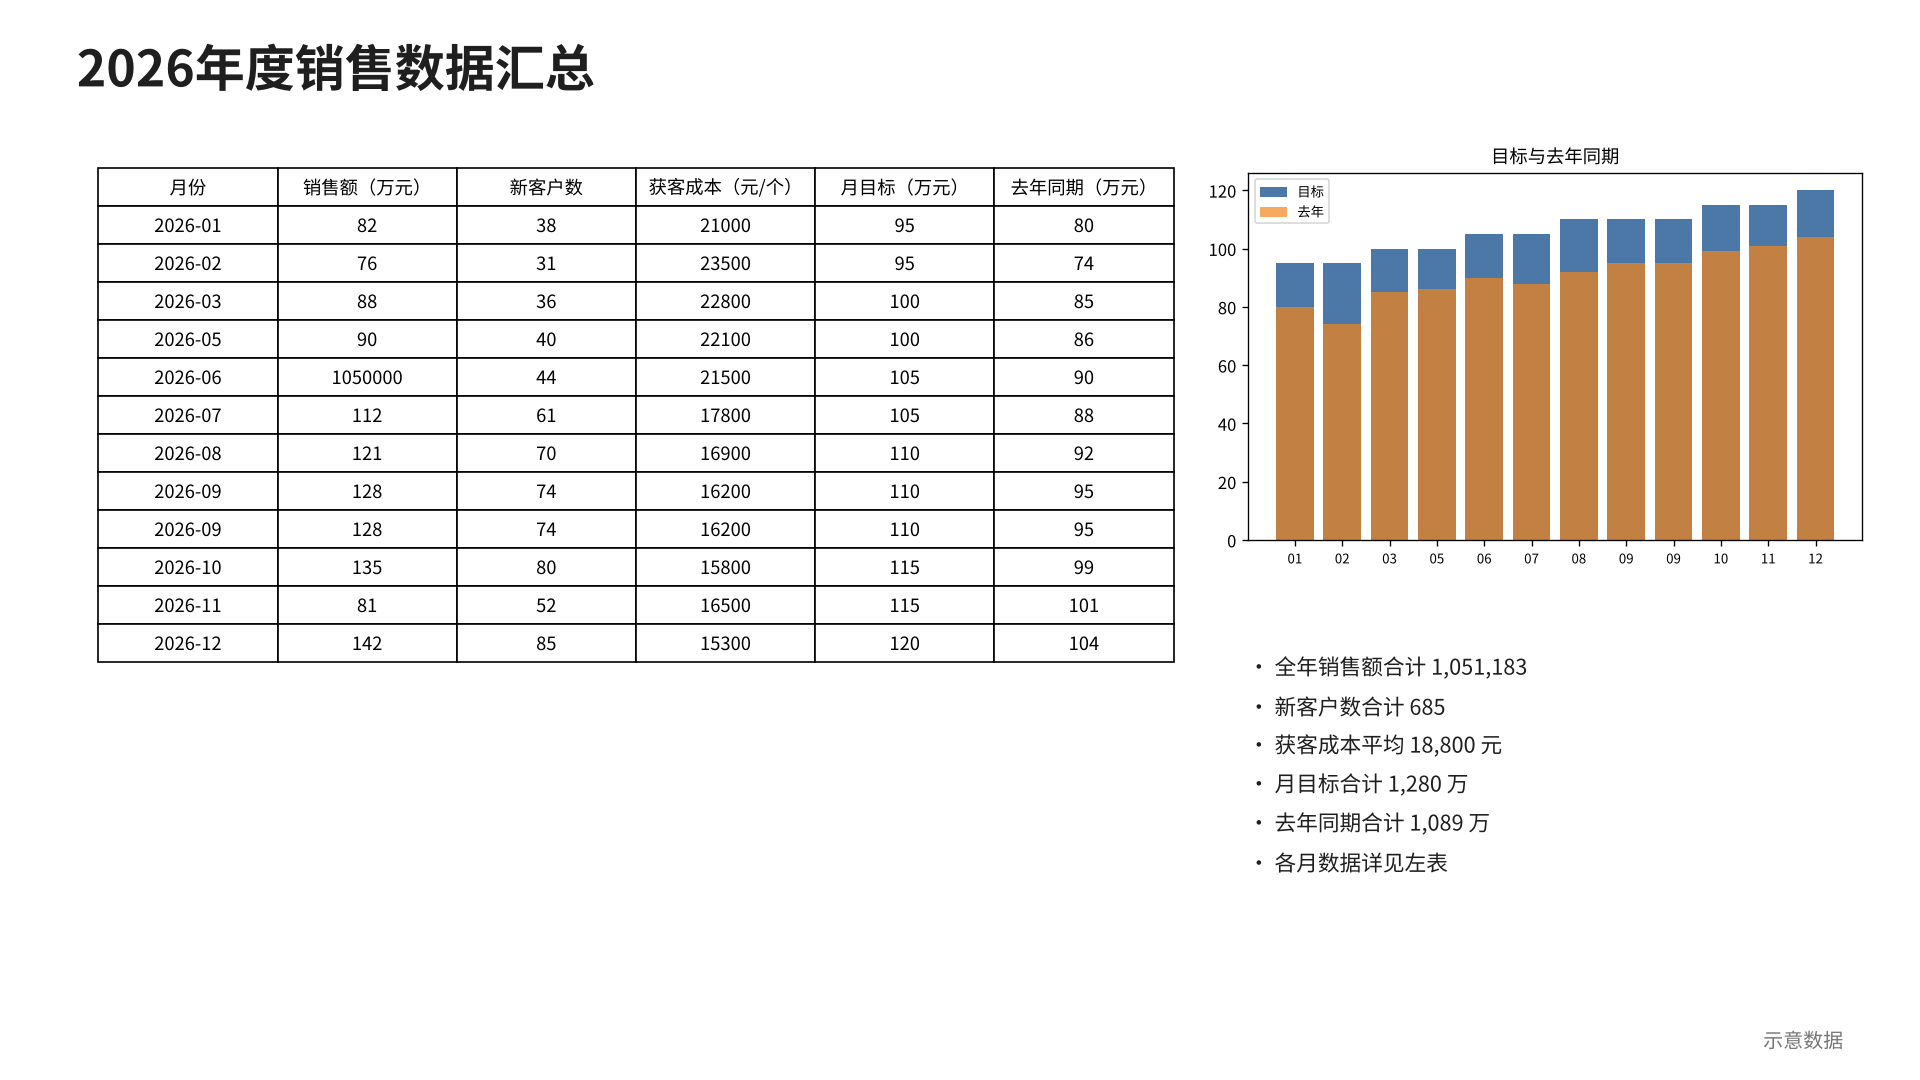 2026年度销售数据汇总
月份 销售额（万元） 新客户数 获客成本（元/个） 月目标（万元） 去年同期（万元）
2026-01 82 38 21000 95 80
2026-02 76 31 23500 95 74
2026-03 88 36 22800 100 85
2026-05 90 40 22100 100 86
2026-06 1050000 44 21500 105 90
2026-07 112 61 17800 105 88
2026-08 121 70 16900 110 92
2026-09 128 74 16200 110 95
2026-09 128 74 16200 110 95
2026-10 135 80 15800 115 99
2026-11 81 52 16500 115 101
2026-12 142 85 15300 120 104
目标与去年同期
目标
去年
120
100
80
60
40
20
0
01 02 03 05 06 07 08 09 09 10 11 12
• 全年销售额合计 1,051,183
• 新客户数合计 685
• 获客成本平均 18,800 元
• 月目标合计 1,280 万
• 去年同期合计 1,089 万
• 各月数据详见左表
示意数据